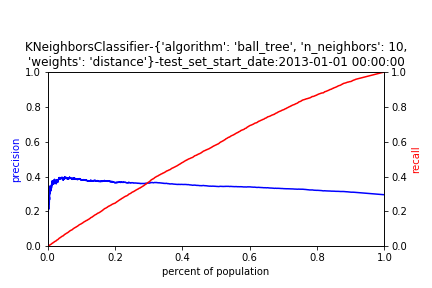 KNeighborsClassifier-{'algorithm': 'ball_tree', 'n_neighbors': 10,
'weights': 'distance'}-test_set_start_date:2013-01-01 00:00:00
1.0
0.8
0.6
0.4
0.2
0.0
precision
1.0
0.8
0.6
0.4
0.2
0.0
recall
0.0 0.2 0.4 0.6 0.8 1.0
percent of population